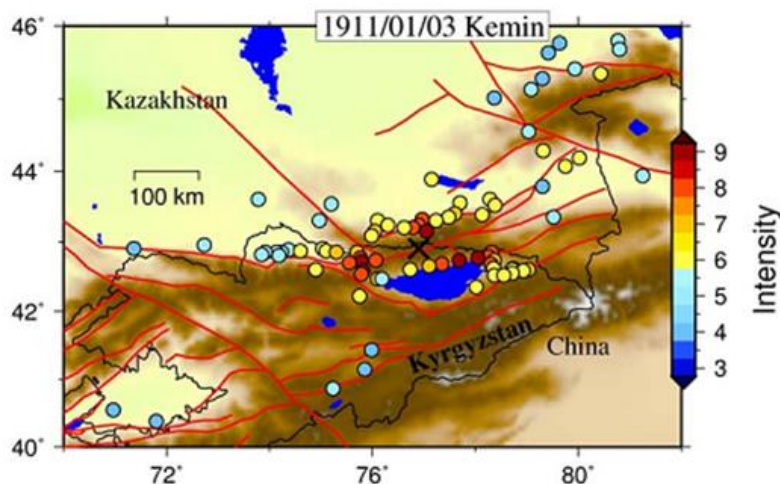 1911/01/03 Kemin
46°
44°
42°
40°
72°
76°
80°
Kazakhstan
100 km
Kyrgyzstan
China
9
8
7
6
5
4
3
Intensity